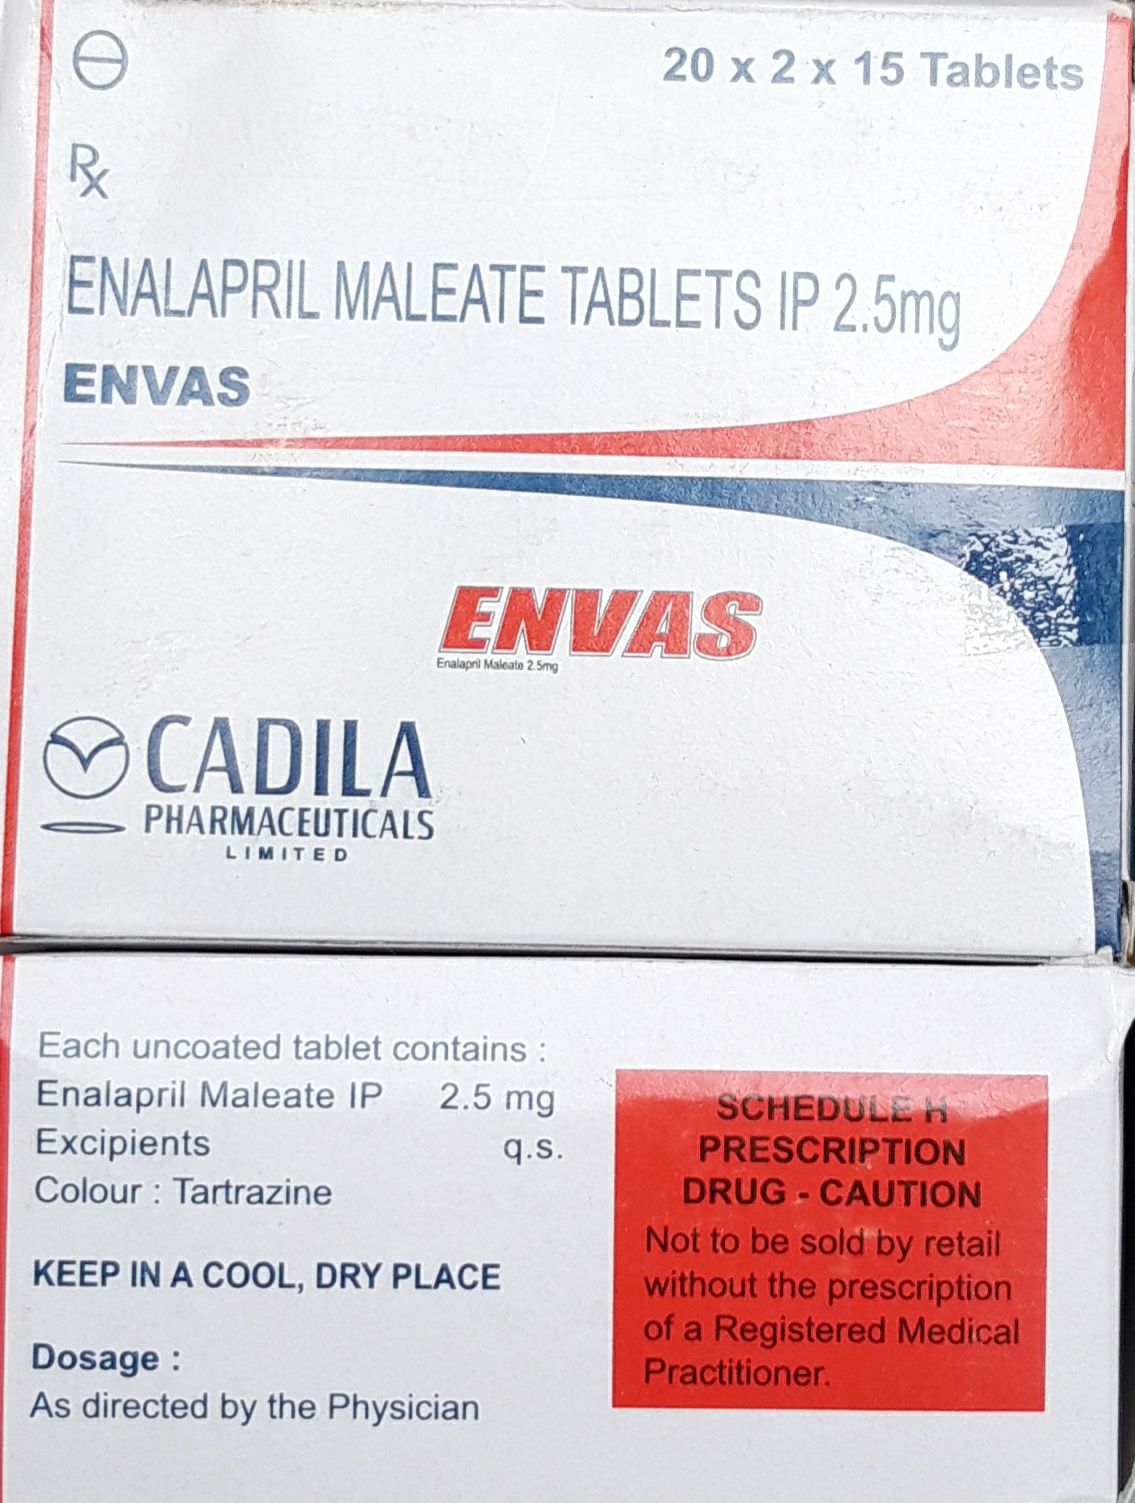 20 x 2 x 15 Tablets
Rx
ENALAPRIL MALEATE TABLETS IP 2.5mg
ENVAS
ENVAS
Enalapril Maleate 2.5mg
CADILA
PHARMACEUTICALS
LIMITED
Each uncoated tablet contains :
Enalapril Maleate IP 2.5 mg
Excipients q.s.
Colour : Tartrazine
KEEP IN A COOL, DRY PLACE
Dosage :
As directed by the Physician
SCHEDULE H
PRESCRIPTION
DRUG - CAUTION
Not to be sold by retail
without the prescription
of a Registered Medical
Practitioner.